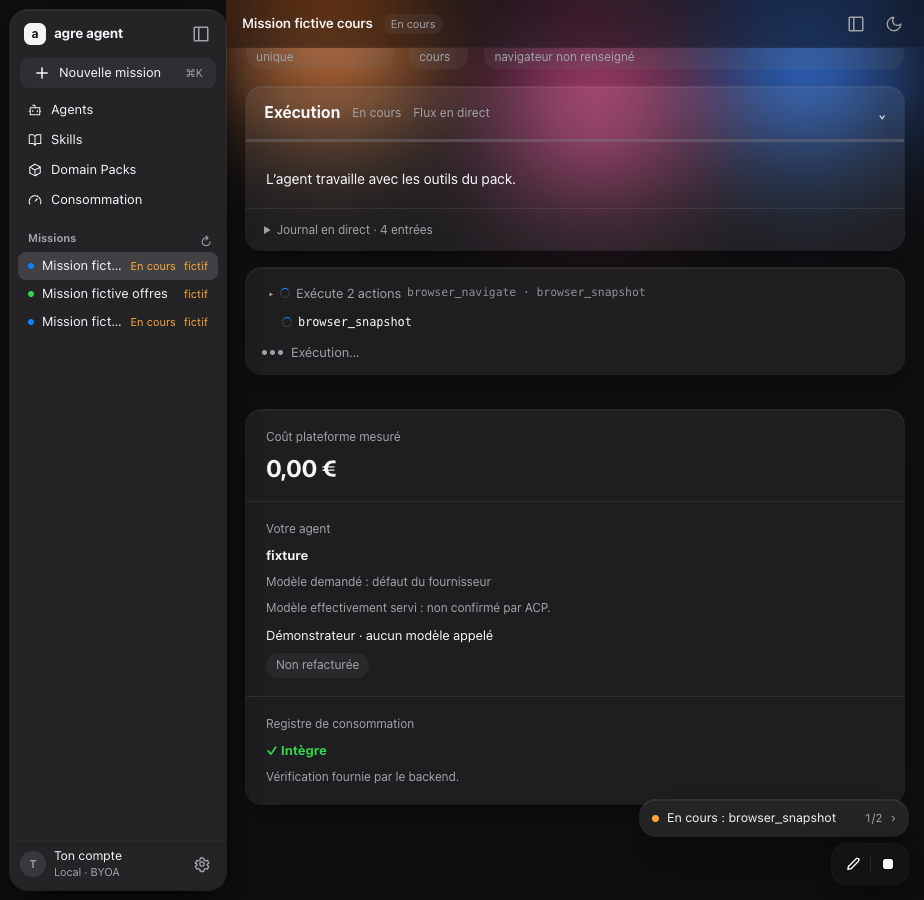 a agre agent
Nouvelle mission ⌘K
Agents
Skills
Domain Packs
Consommation
Missions
Mission fict... En cours fictif
Mission fictive offres fictif
Mission fict... En cours fictif
T Ton compte
Local · BYOA
Mission fictive cours En cours
unique cours navigateur non renseigné
Exécution En cours Flux en direct
L’agent travaille avec les outils du pack.
Journal en direct · 4 entrées
Exécute 2 actions browser_navigate · browser_snapshot
browser_snapshot
Exécution…
Coût plateforme mesuré
0,00 €
Votre agent
fixture
Modèle demandé : défaut du fournisseur
Modèle effectivement servi : non confirmé par ACP.
Démonstrateur · aucun modèle appelé
Non refacturée
Registre de consommation
✓ Intègre
Vérification fournie par le backend.
En cours : browser_snapshot 1/2 ›